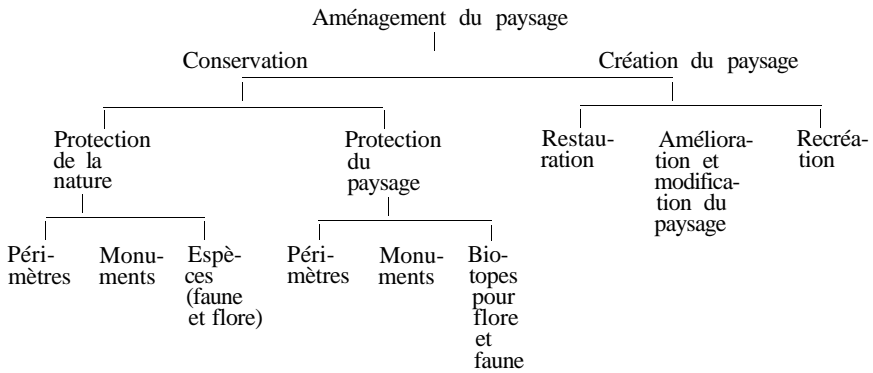 Aménagement du paysage
Conservation
Création du paysage
Protection
de la
nature
Protection
du
paysage
Restau-
ration
Améliora-
tion et
modifica-
tion du
paysage
Recréa-
tion
Péri-
mètres
Monu-
ments
Espè-
ces
(faune
et flore)
Péri-
mètres
Monu-
ments
Bio-
topes
pour
flore
et
faune